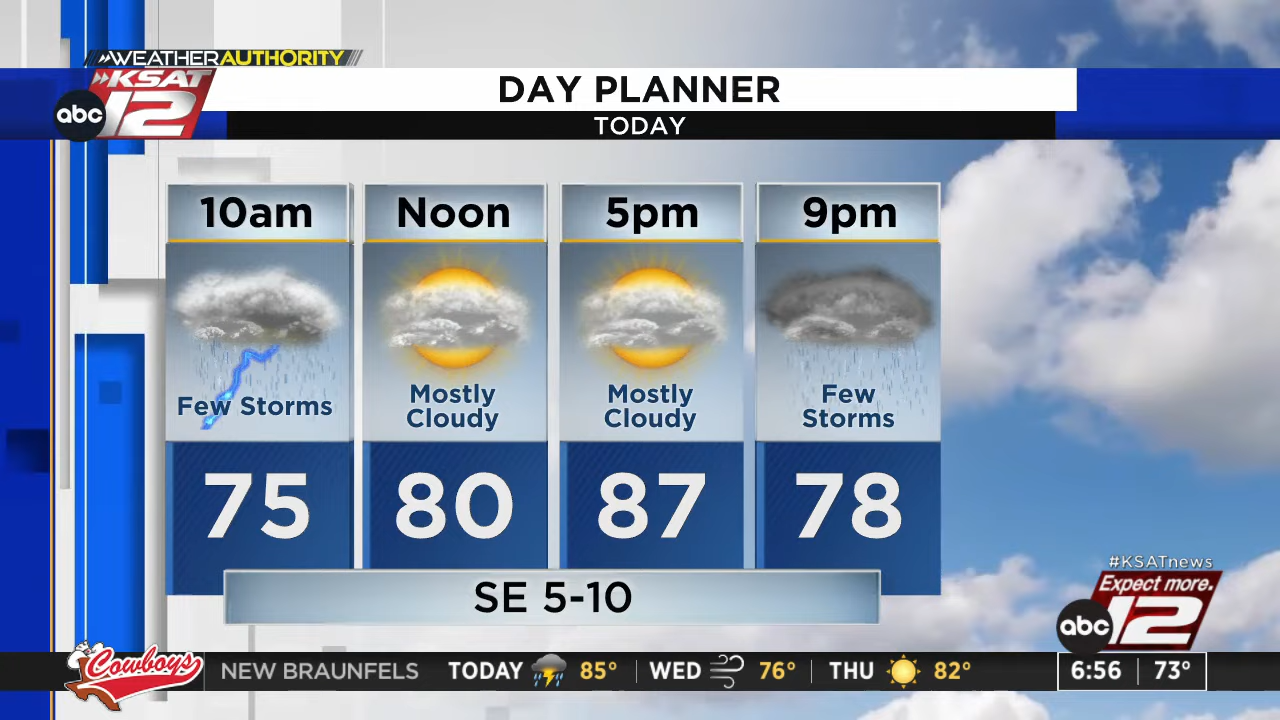 WEATHERAUTHORITY
KSAT
abc 12
DAY PLANNER
TODAY
10am Noon 5pm 9pm
Few Storms
Mostly
Cloudy
Mostly
Cloudy
Few
Storms
75 80 87 78
SE 5-10
#KSATnews
Expect more.
abc 12
Cowboys NEW BRAUNFELS TODAY 85° WED 76° THU 82° 6:56 73°